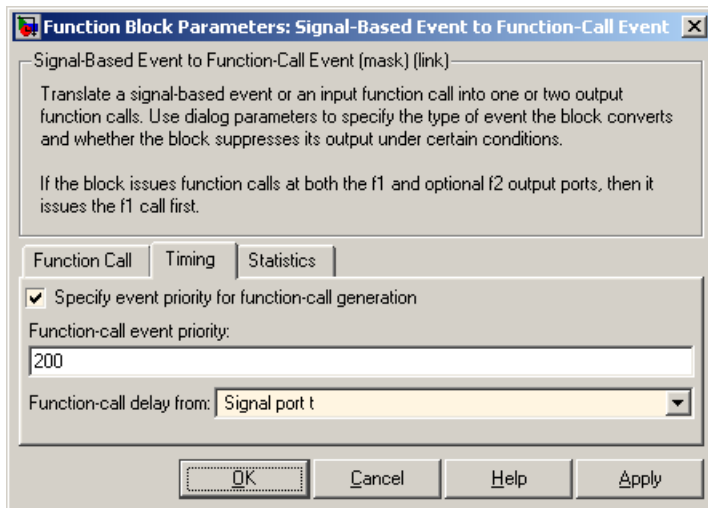 Function Block Parameters: Signal-Based Event to Function-Call Event
Signal-Based Event to Function-Call Event (mask) (link)
Translate a signal-based event or an input function call into one or two output
function calls. Use dialog parameters to specify the type of event the block converts
and whether the block suppresses its output under certain conditions.
If the block issues function calls at both the f1 and optional f2 output ports, then it
issues the f1 call first.
Function Call Timing Statistics
Specify event priority for function-call generation
Function-call event priority:
200
Function-call delay from: Signal port t
OK Cancel Help Apply